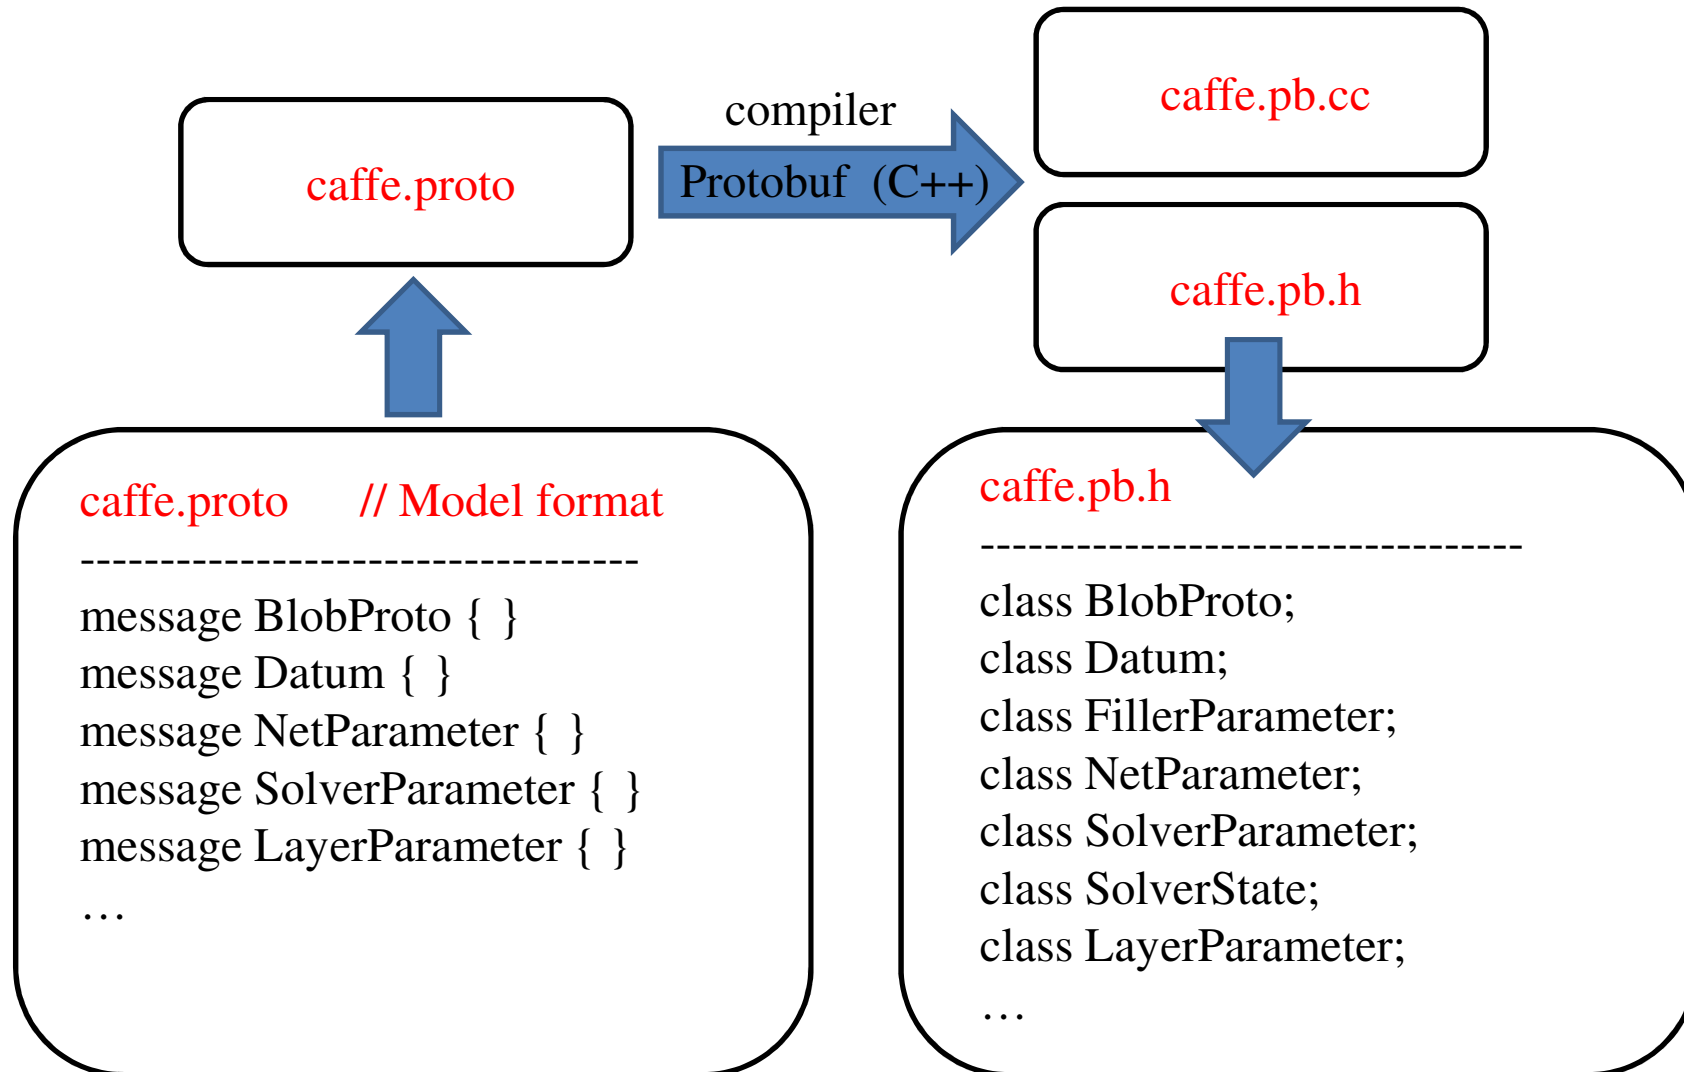 caffe.proto
compiler
Protobuf (C++)
caffe.pb.cc
caffe.pb.h
caffe.proto // Model format
-----------------------------------
message BlobProto { }
message Datum { }
message NetParameter { }
message SolverParameter { }
message LayerParameter { }
…
caffe.pb.h
----------------------------------
class BlobProto;
class Datum;
class FillerParameter;
class NetParameter;
class SolverParameter;
class SolverState;
class LayerParameter;
…